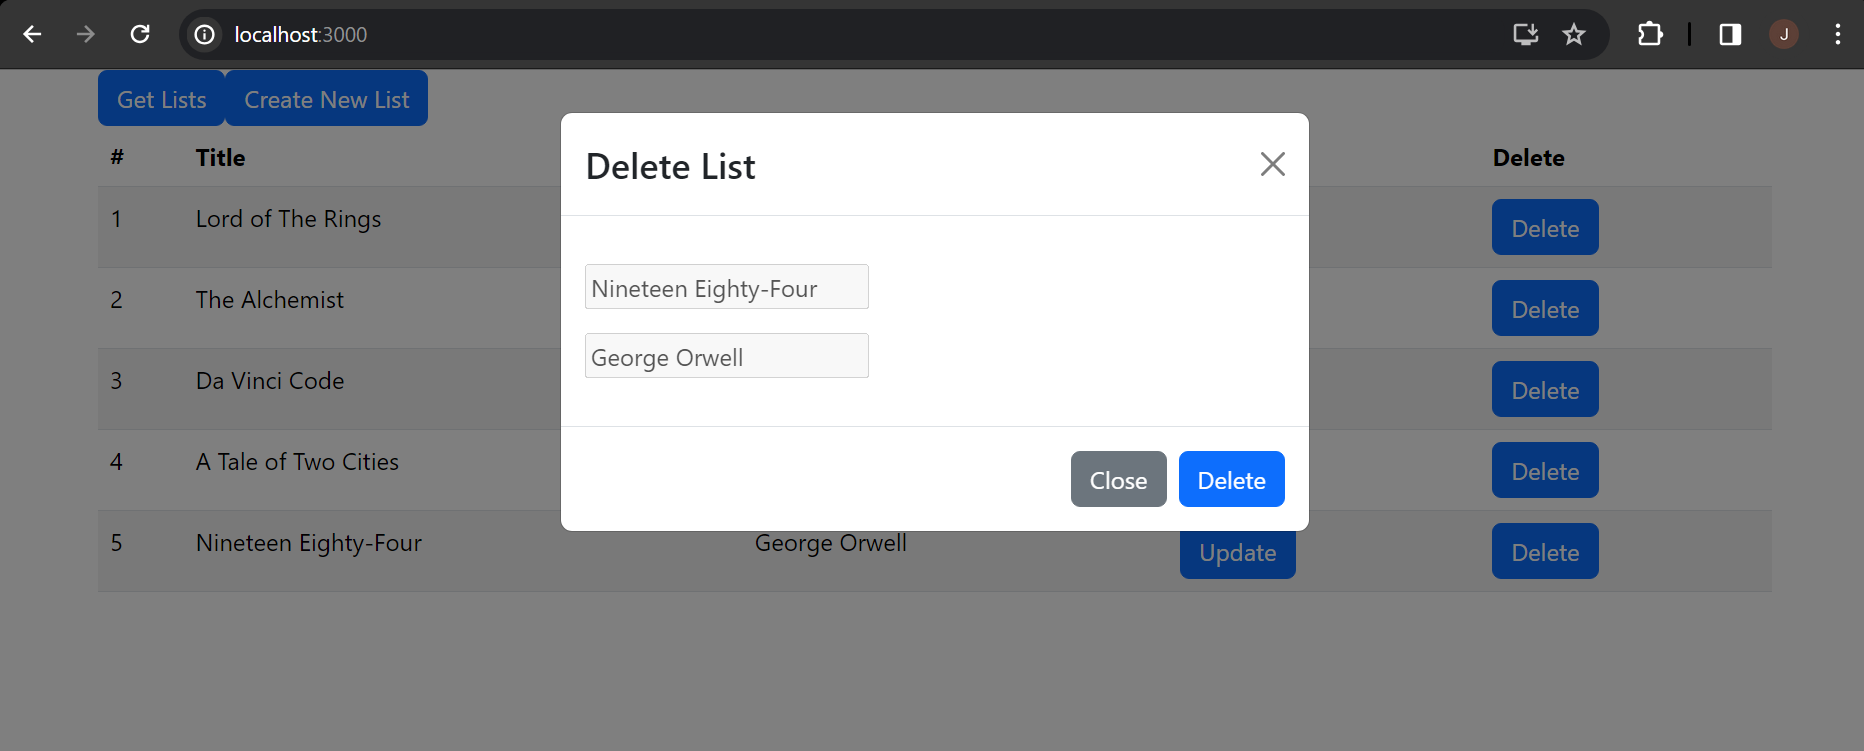 localhost:3000
J
Get Lists Create New List
Delete List
# Title Delete
1 Lord of The Rings Delete
Nineteen Eighty-Four
2 The Alchemist Delete
George Orwell
3 Da Vinci Code Delete
4 A Tale of Two Cities Delete
Close Delete
5 Nineteen Eighty-Four George Orwell Update Delete